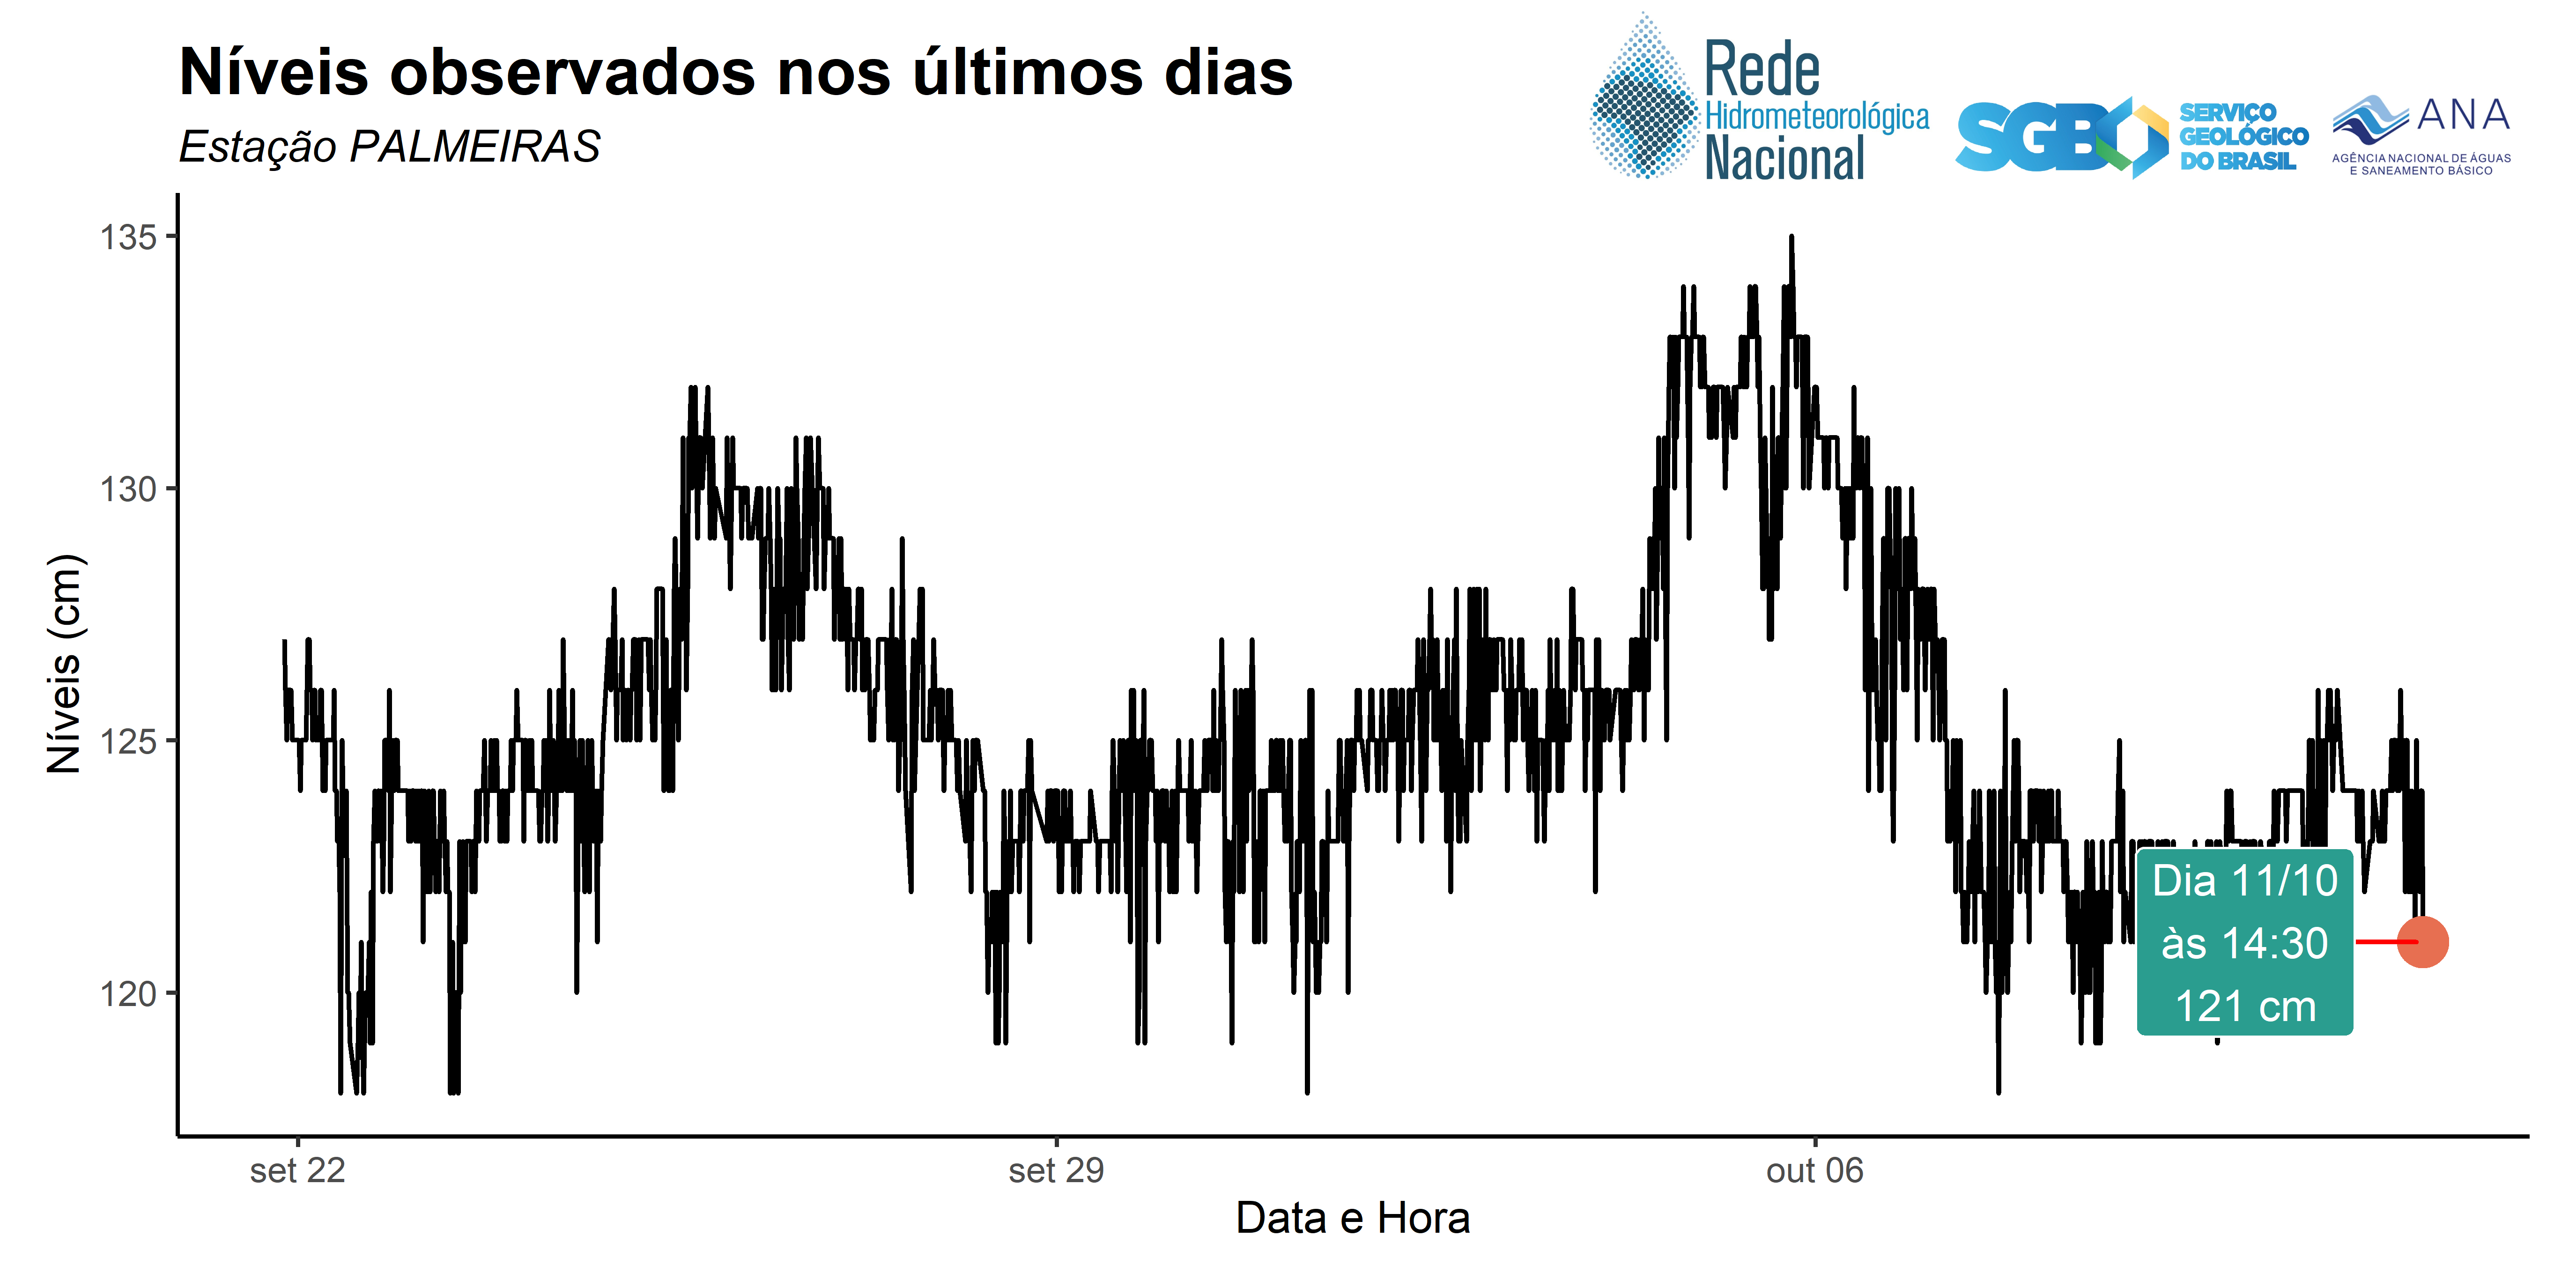 Níveis observados nos últimos dias
Estação PALMEIRAS
Rede
Hidrometeorológica
Nacional
SGB
SERVIÇO
GEOLÓGICO
DO BRASIL
ANA
AGÊNCIA NACIONAL DE ÁGUAS
E SANEAMENTO BÁSICO
135
130
125
120
Níveis (cm)
Dia 11/10
às 14:30
121 cm
set 22
set 29
out 06
Data e Hora